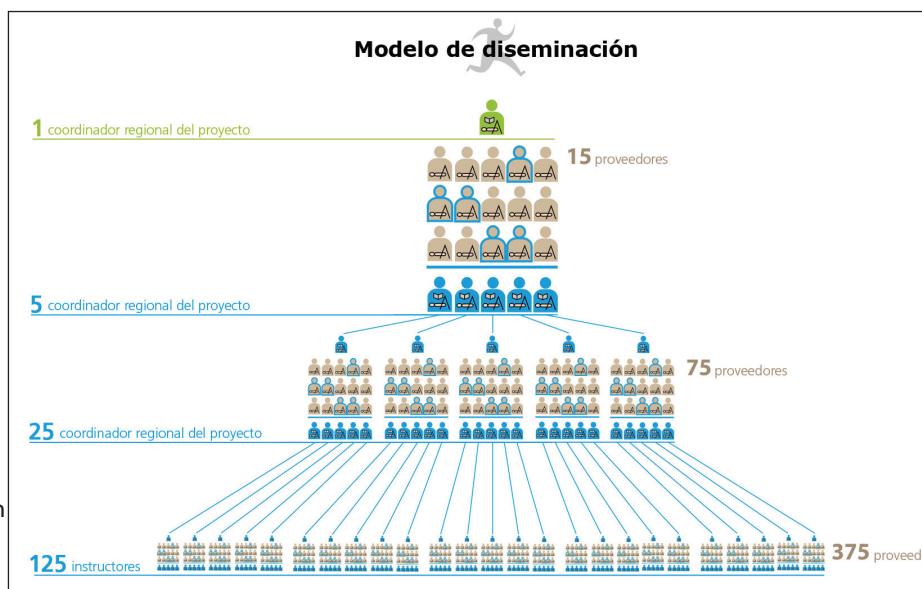 Modelo de diseminación
1 coordinador regional del proyecto
15 proveedores
5 coordinador regional del proyecto
75 proveedores
25 coordinador regional del proyecto
n
125 instructores
375 proveed